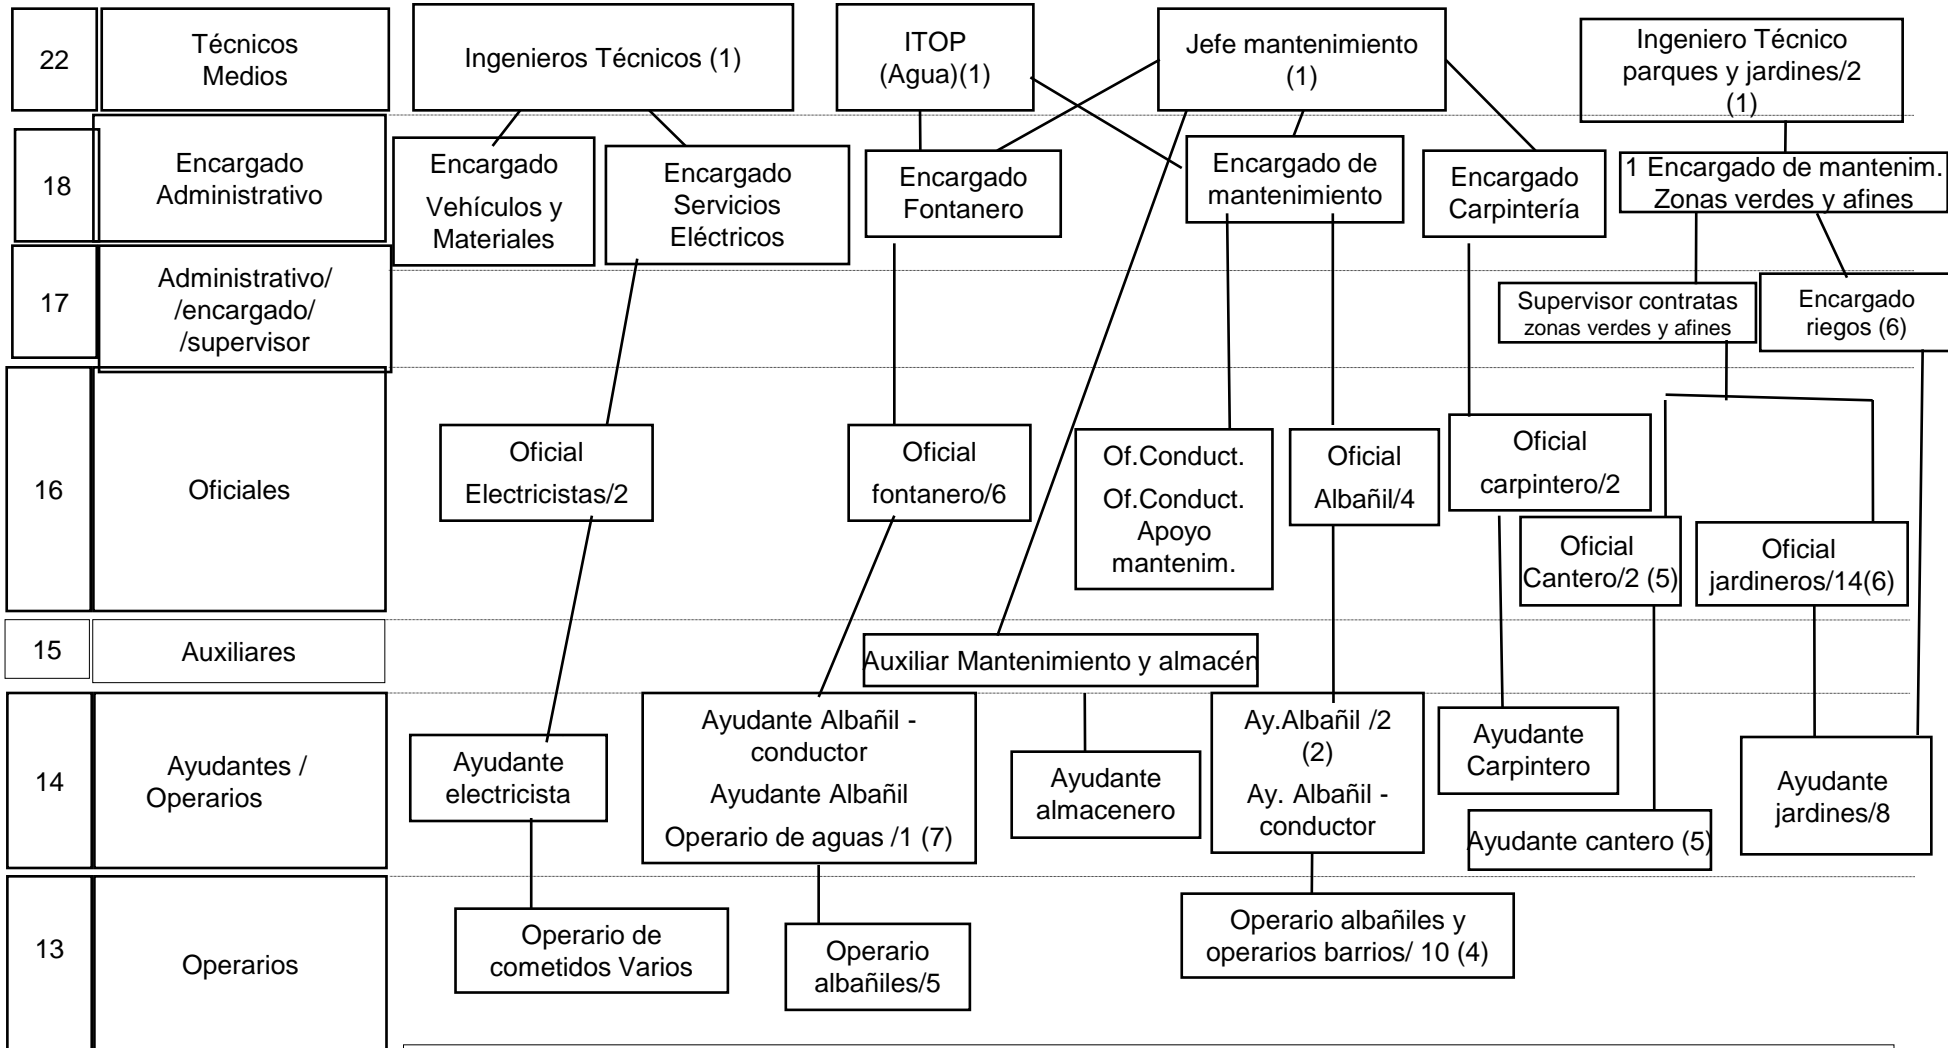 22
Técnicos
Medios
Ingenieros Técnicos (1)
ITOP
(Agua)(1)
Jefe mantenimiento
(1)
Ingeniero Técnico
parques y jardines/2
(1)
18
Encargado
Administrativo
Encargado
Vehículos y
Materiales
Encargado
Servicios
Eléctricos
Encargado
Fontanero
Encargado de
mantenimiento
Encargado
Carpintería
1 Encargado de mantenim.
Zonas verdes y afines
17
Administrativo/
/encargado/
/supervisor
Supervisor contratas
zonas verdes y afines
Encargado
riegos (6)
16
Oficiales
Oficial
Electricistas/2
Oficial
fontanero/6
Of.Conduct.
Of.Conduct.
Apoyo
mantenim.
Oficial
Albañil/4
Oficial
carpintero/2
Oficial
Cantero/2 (5)
Oficial
jardineros/14(6)
15
Auxiliares
Auxiliar Mantenimiento y almacén
14
Ayudantes /
Operarios
Ayudante
electricista
Ayudante Albañil -
conductor
Ayudante Albañil
Operario de aguas /1 (7)
Ayudante
almacenero
Ay.Albañil /2
(2)
Ay. Albañil -
conductor
Ayudante
Carpintero
Ayudante cantero (5)
Ayudante
jardines/8
13
Operarios
Operario de
cometidos Varios
Operario
albañiles/5
Operario albañiles y
operarios barrios/ 10 (4)